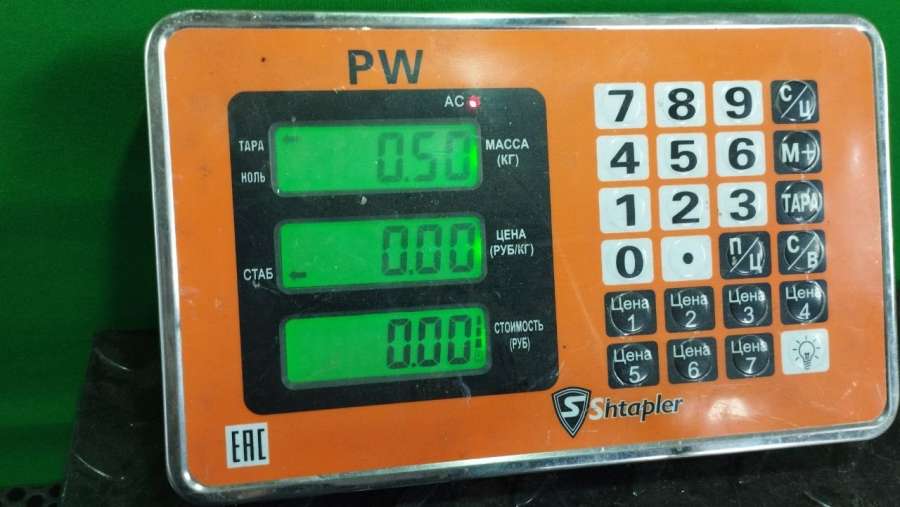 PW
AC
ТАРА
НОЛЬ
0.50
МАССА
(КГ)
0.00
ЦЕНА
(РУБ/КГ)
СТАБ
0.00
СТОИМОСТЬ
(РУБ)
7 8 9 С/Ц
4 5 6 М+
1 2 3 ТАРА
0 . П/Ц С/В
Цена 1 Цена 2 Цена 3 Цена 4
Цена 5 Цена 6 Цена 7
S Shtapler
EAC